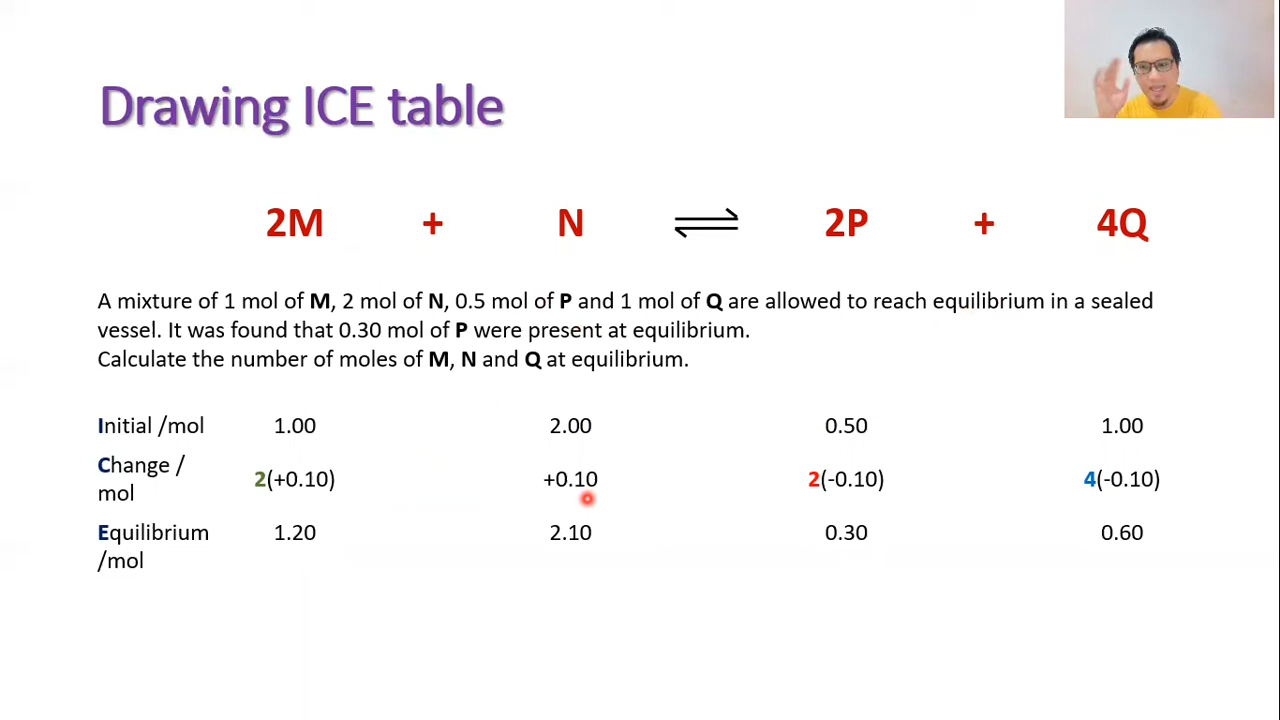 Drawing ICE table
2M + N ⇌ 2P + 4Q
A mixture of 1 mol of M, 2 mol of N, 0.5 mol of P and 1 mol of Q are allowed to reach equilibrium in a sealed
vessel. It was found that 0.30 mol of P were present at equilibrium.
Calculate the number of moles of M, N and Q at equilibrium.
Initial /mol 1.00 2.00 0.50 1.00
Change /
mol 2(+0.10) +0.10 2(-0.10) 4(-0.10)
Equilibrium 1.20 2.10 0.30 0.60
/mol